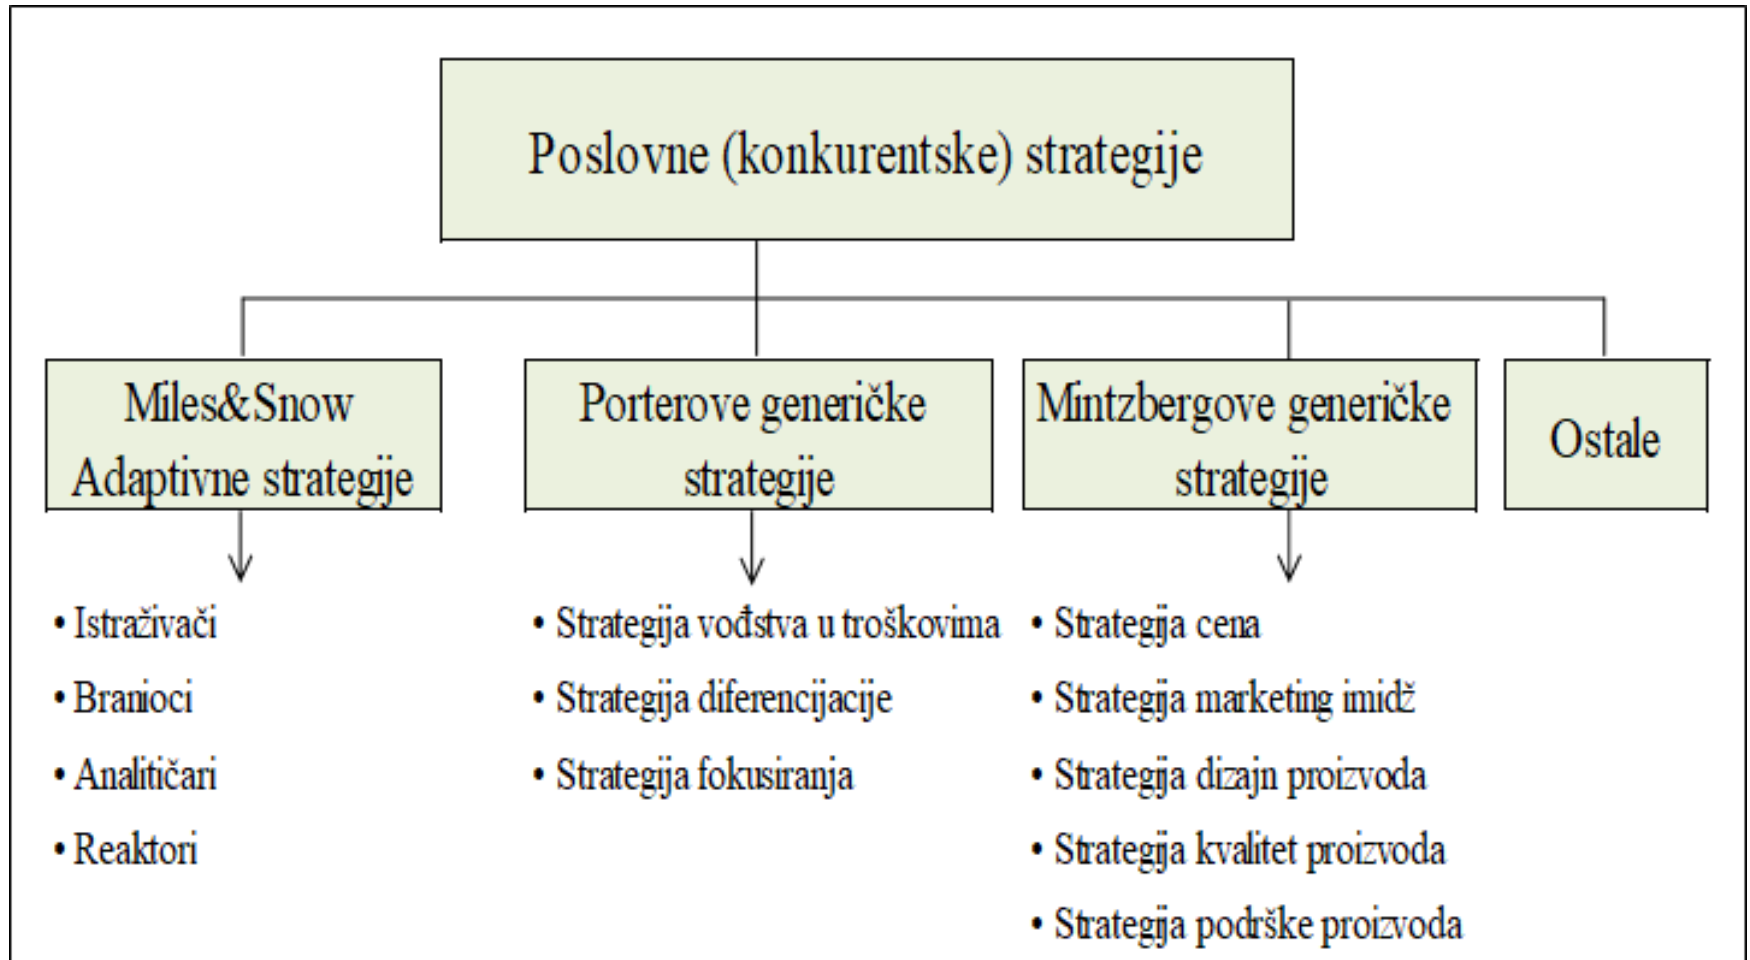 Poslovne (konkurentske) strategije
Miles&Snow
Adaptivne strategije
Porterove generičke
strategije
Mintzbergove generičke
strategije
Ostale
• Istraživači
• Branioci
• Analitičari
• Reaktori
• Strategija vođstva u troškovima
• Strategija diferencijacije
• Strategija fokusiranja
• Strategija cena
• Strategija marketing imidž
• Strategija dizajn proizvoda
• Strategija kvalitet proizvoda
• Strategija podrške proizvoda